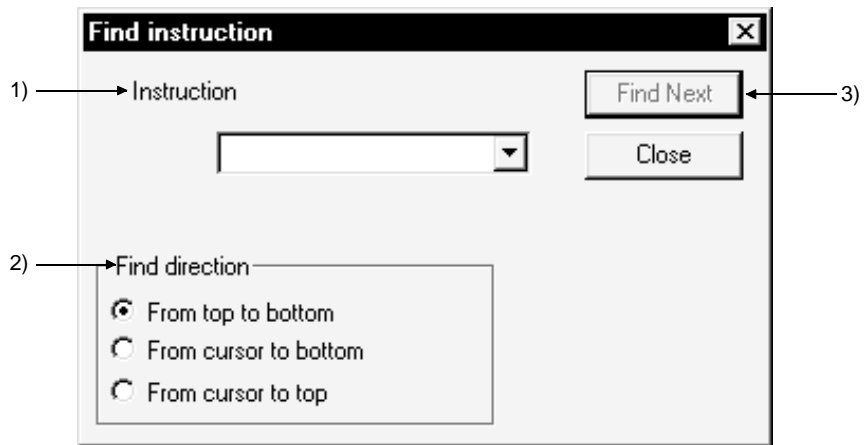 Find instruction
1) Instruction
Find Next
3)
Close
2) Find direction
From top to bottom
From cursor to bottom
From cursor to top